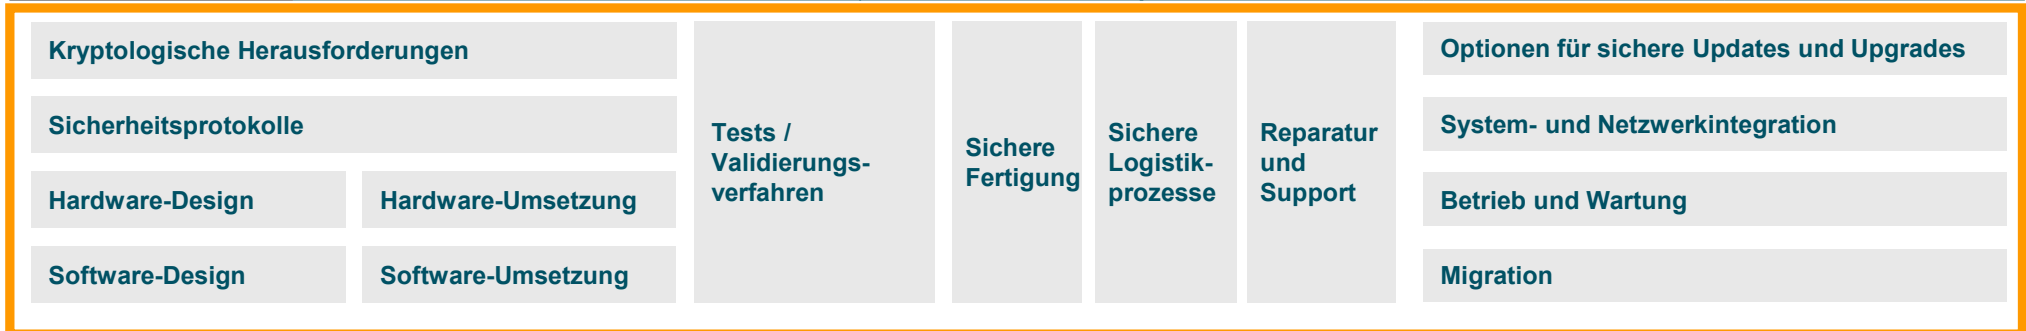 Kryptologische Herausforderungen
Sicherheitsprotokolle
Hardware-Design
Hardware-Umsetzung
Software-Design
Software-Umsetzung
Tests /
Validierungs-
verfahren
Sichere
Fertigung
Sichere
Logistik-
prozesse
Reparatur
und
Support
Optionen für sichere Updates und Upgrades
System- und Netzwerkintegration
Betrieb und Wartung
Migration